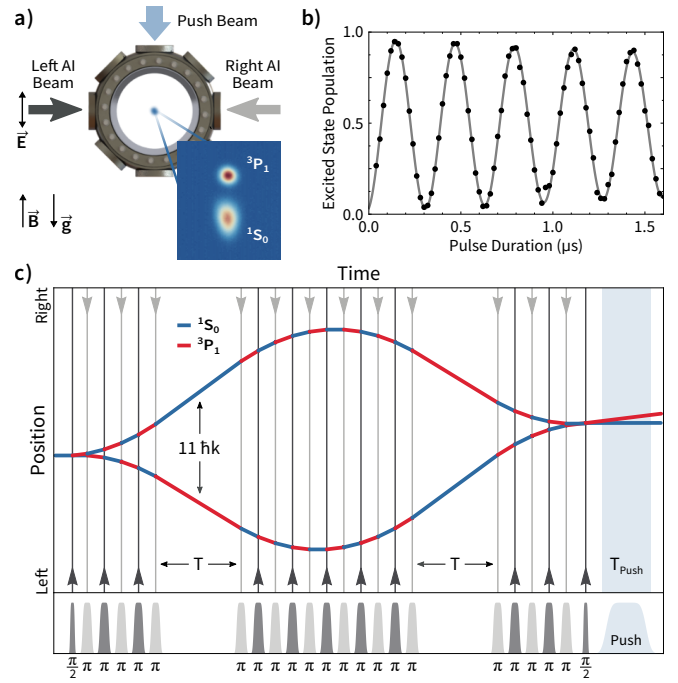 a)
Push Beam
Left AI
Beam
Right AI
Beam
E⃗
B⃗
g⃗
³P₁
¹S₀
b)
Excited State Population
1.0
0.5
0.0
0.0
0.5
1.0
1.5
Pulse Duration (μs)
c)
Time
Right
Position
Left
¹S₀
³P₁
11 ħk
T
T
T_Push
Push
π/2 π π π π π π π π π π π π π π π π π π π/2